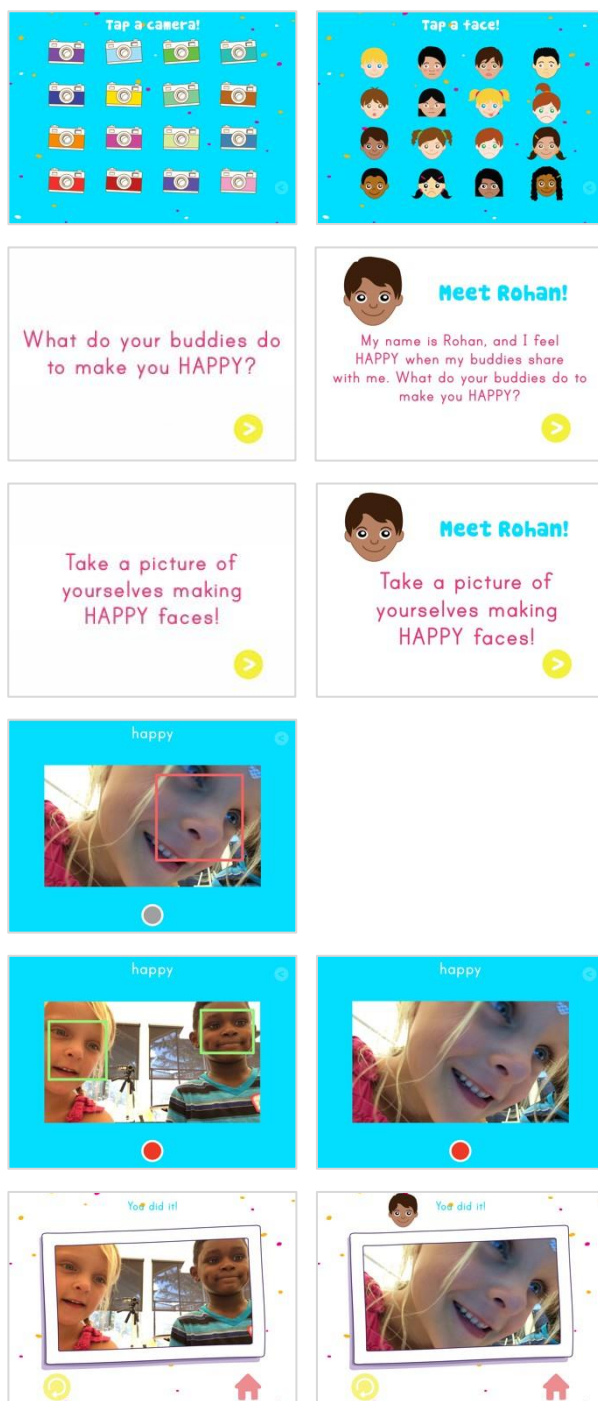 Tap a camera!
Tap a face!
What do your buddies do
to make you HAPPY?
Meet Rohan!
My name is Rohan, and I feel
HAPPY when my buddies share
with me. What do your buddies do to
make you HAPPY?
Take a picture of
yourselves making
HAPPY faces!
Meet Rohan!
Take a picture of
yourselves making
HAPPY faces!
happy
happy
happy
You did it!
You did it!